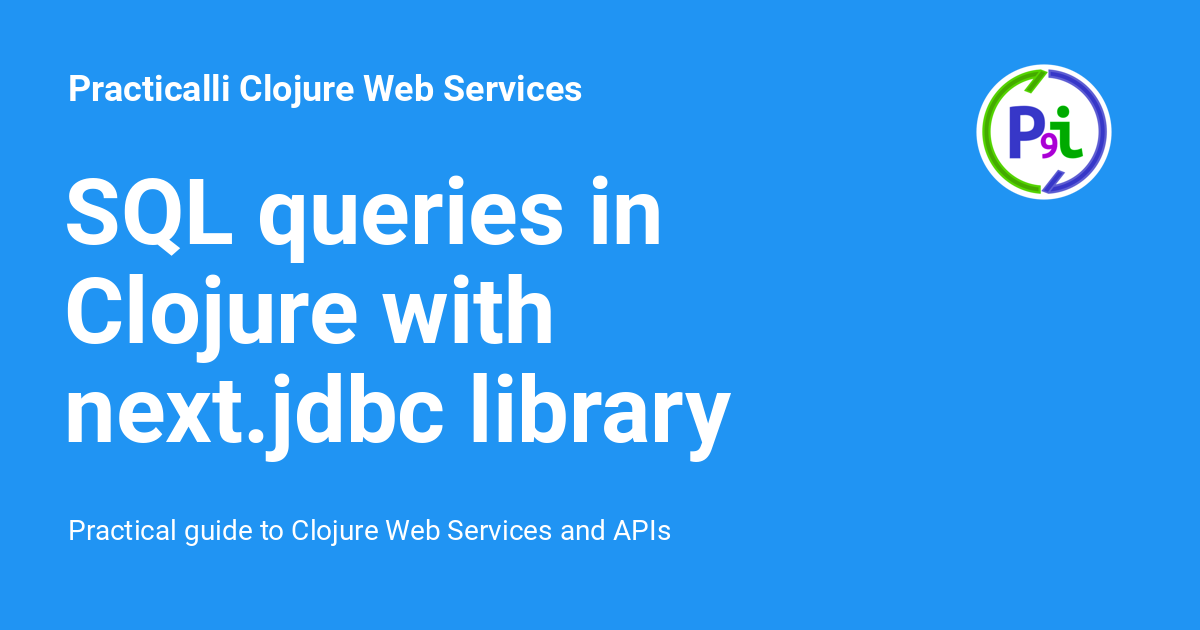 Practicalli Clojure Web Services
P9i
SQL queries in
Clojure with
next.jdbc library
Practical guide to Clojure Web Services and APIs